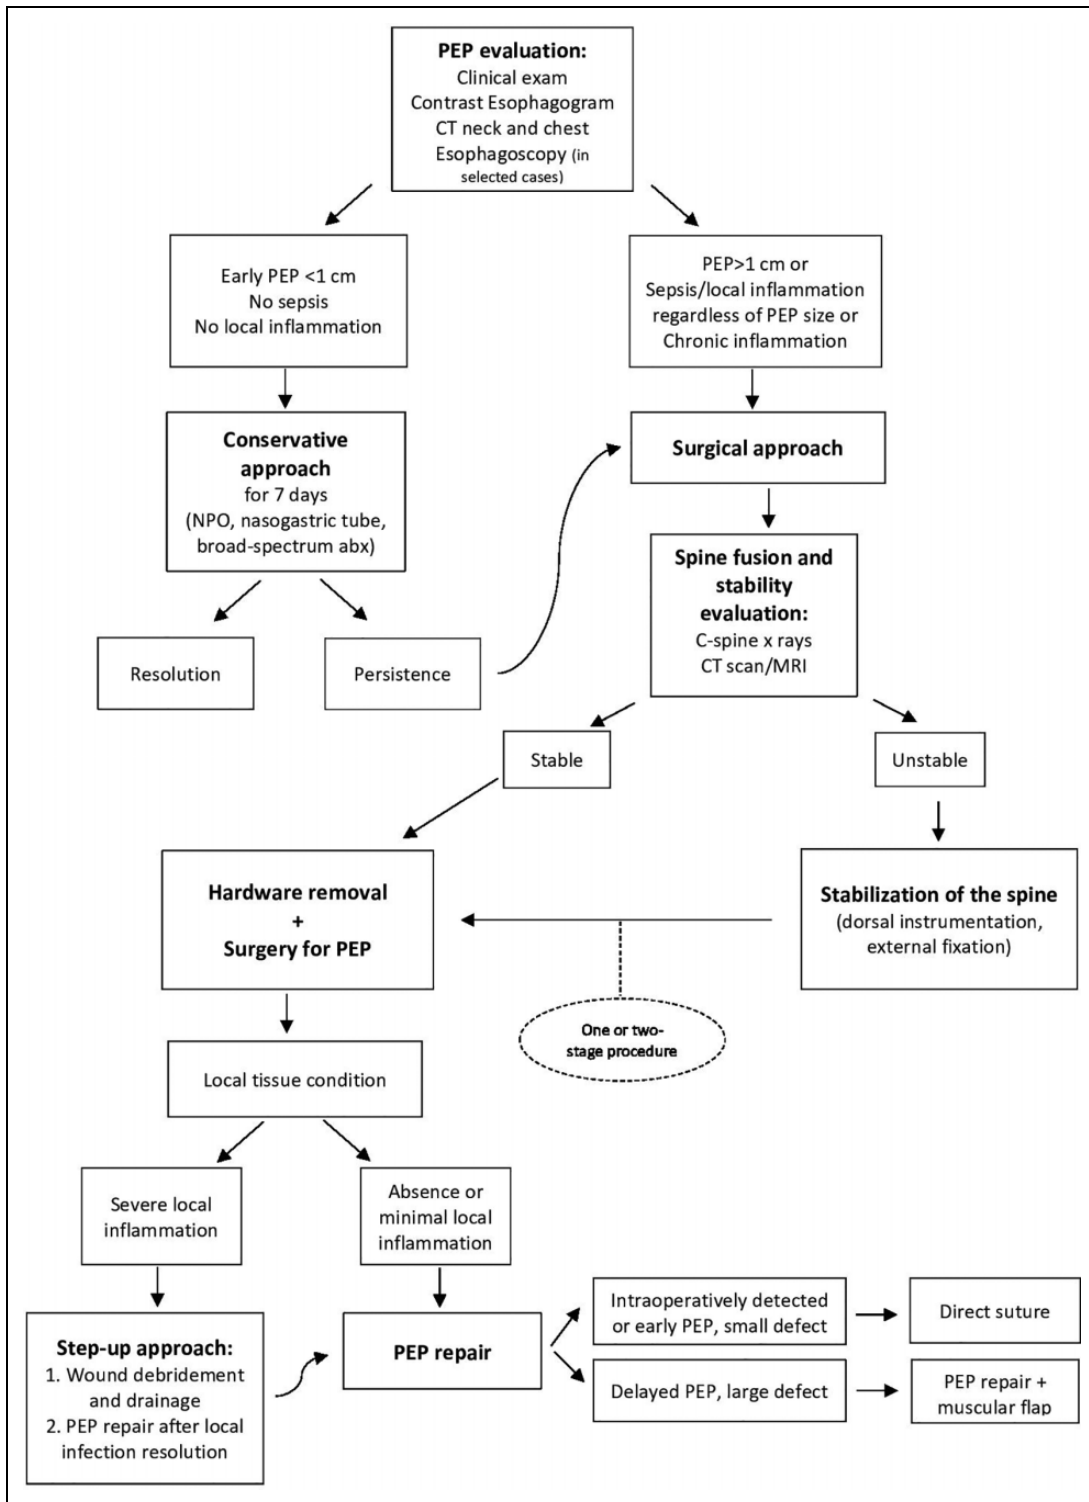 PEP evaluation:
Clinical exam
Contrast Esophagogram
CT neck and chest
Esophagoscopy (in
selected cases)
Early PEP <1 cm
No sepsis
No local inflammation
PEP>1 cm or
Sepsis/local inflammation
regardless of PEP size or
Chronic inflammation
Conservative
approach
for 7 days
(NPO, nasogastric tube,
broad-spectrum abx)
Surgical approach
Resolution
Persistence
Spine fusion and
stability
evaluation:
C-spine x rays
CT scan/MRI
Stable
Unstable
Hardware removal
+
Surgery for PEP
Stabilization of the spine
(dorsal instrumentation,
external fixation)
One or two-
stage procedure
Local tissue condition
Severe local
inflammation
Absence or
minimal local
inflammation
Step-up approach:
1. Wound debridement
and drainage
2. PEP repair after local
infection resolution
PEP repair
Intraoperatively detected
or early PEP, small defect
Direct suture
Delayed PEP, large defect
PEP repair +
muscular flap